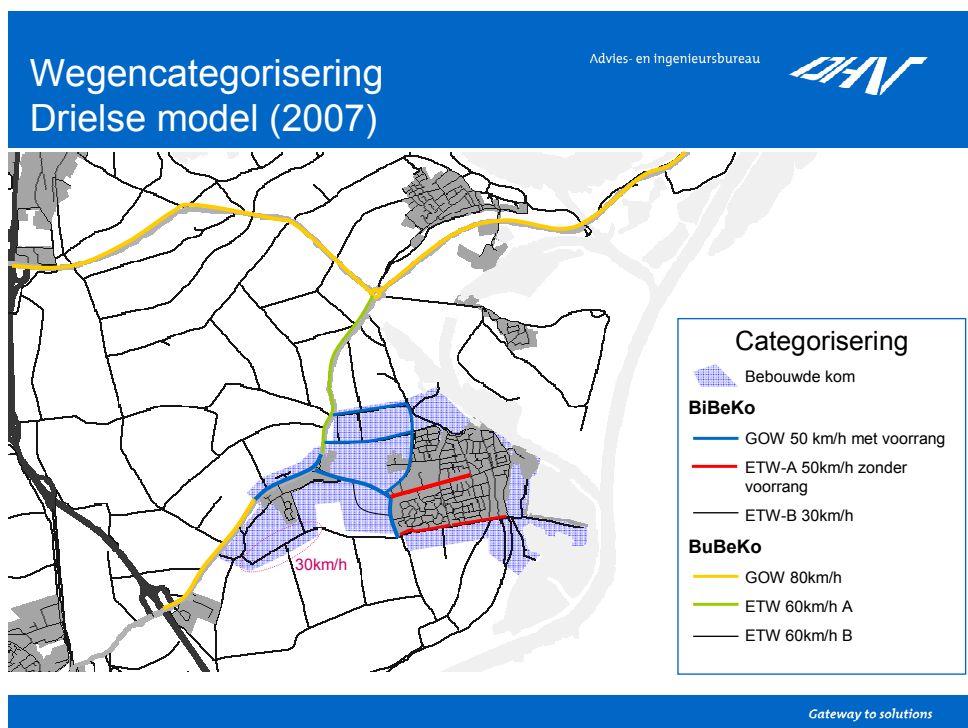 Wegencategorisering
Drielse model (2007)
Advies- en ingenieursbureau
DHV
30km/h
Categorisering
Bebouwde kom
BiBeKo
GOW 50 km/h met voorrang
ETW-A 50km/h zonder
voorrang
ETW-B 30km/h
BuBeKo
GOW 80km/h
ETW 60km/h A
ETW 60km/h B
Gateway to solutions